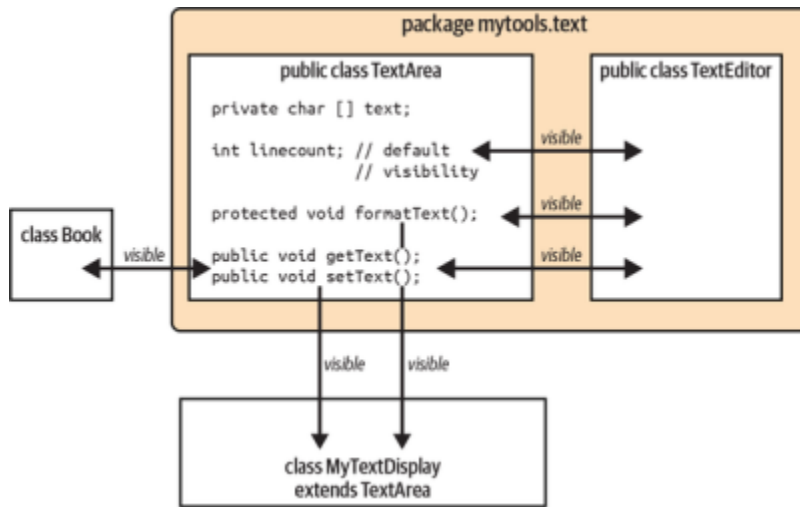 package mytools.text
public class TextArea
private char [] text;
int linecount; // default
// visibility
protected void formatText();
public void getText();
public void setText();
public class TextEditor
visible
visible
visible
class Book
visible
visible
visible
class MyTextDisplay
extends TextArea